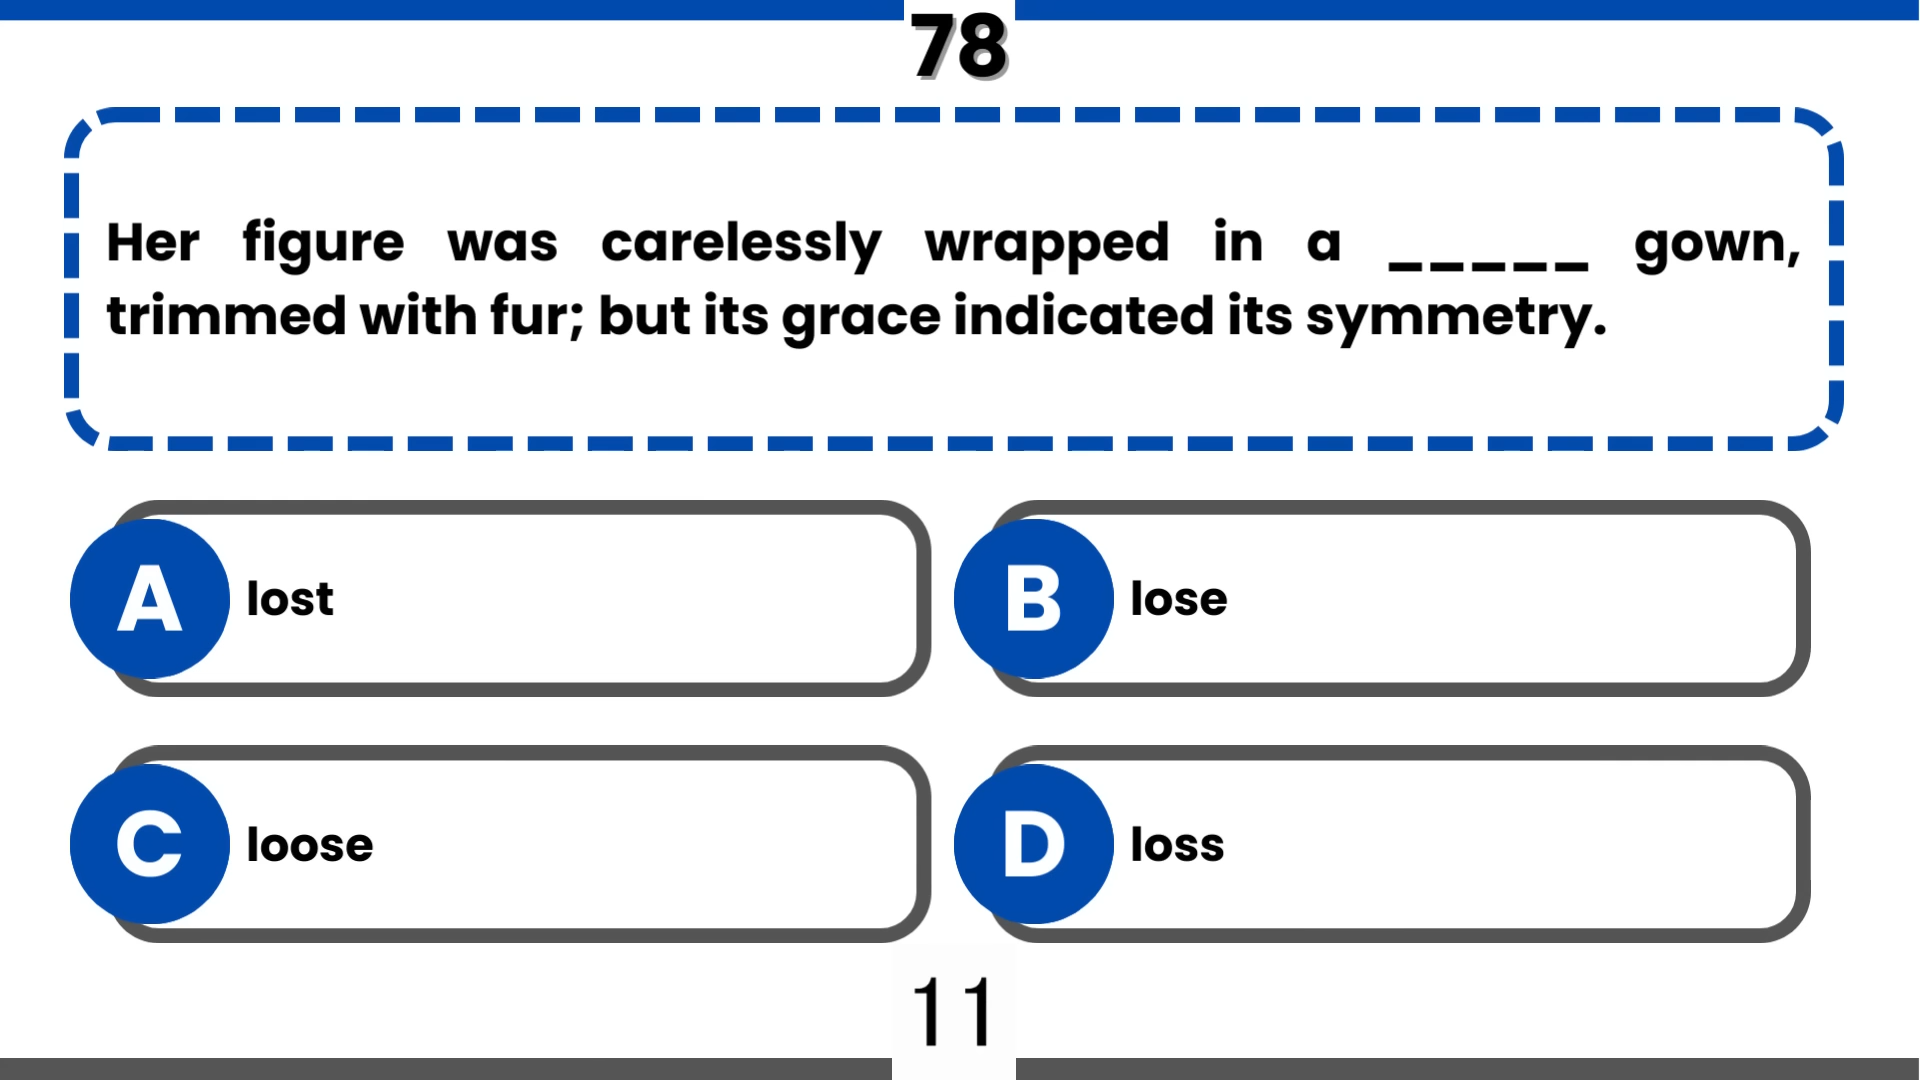 78
Her figure was carelessly wrapped in a _____ gown,
trimmed with fur; but its grace indicated its symmetry.
A lost
B lose
C loose
D loss
11